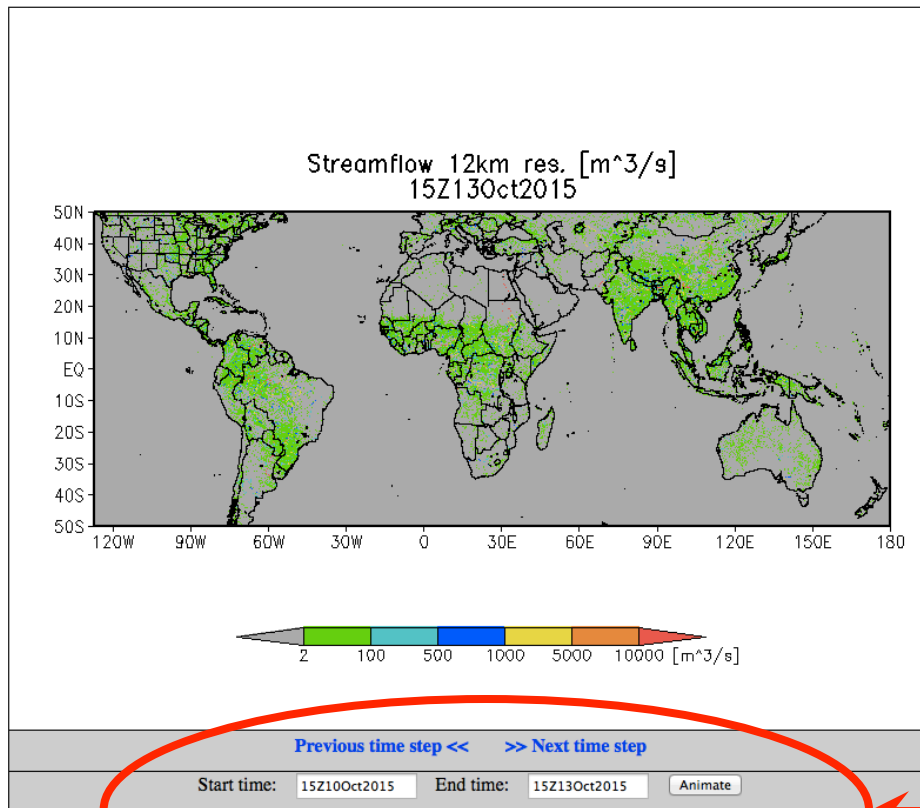 Streamflow 12km res. [m^3/s]
15Z13Oct2015
50N
40N
30N
20N
10N
EQ
10S
20S
30S
40S
50S
120W 90W 60W 30W 0 30E 60E 90E 120E 150E 180
2 100 500 1000 5000 10000 [m^3/s]
Previous time step << >> Next time step
Start time: 15Z10Oct2015 End time: 15Z13Oct2015 Animate